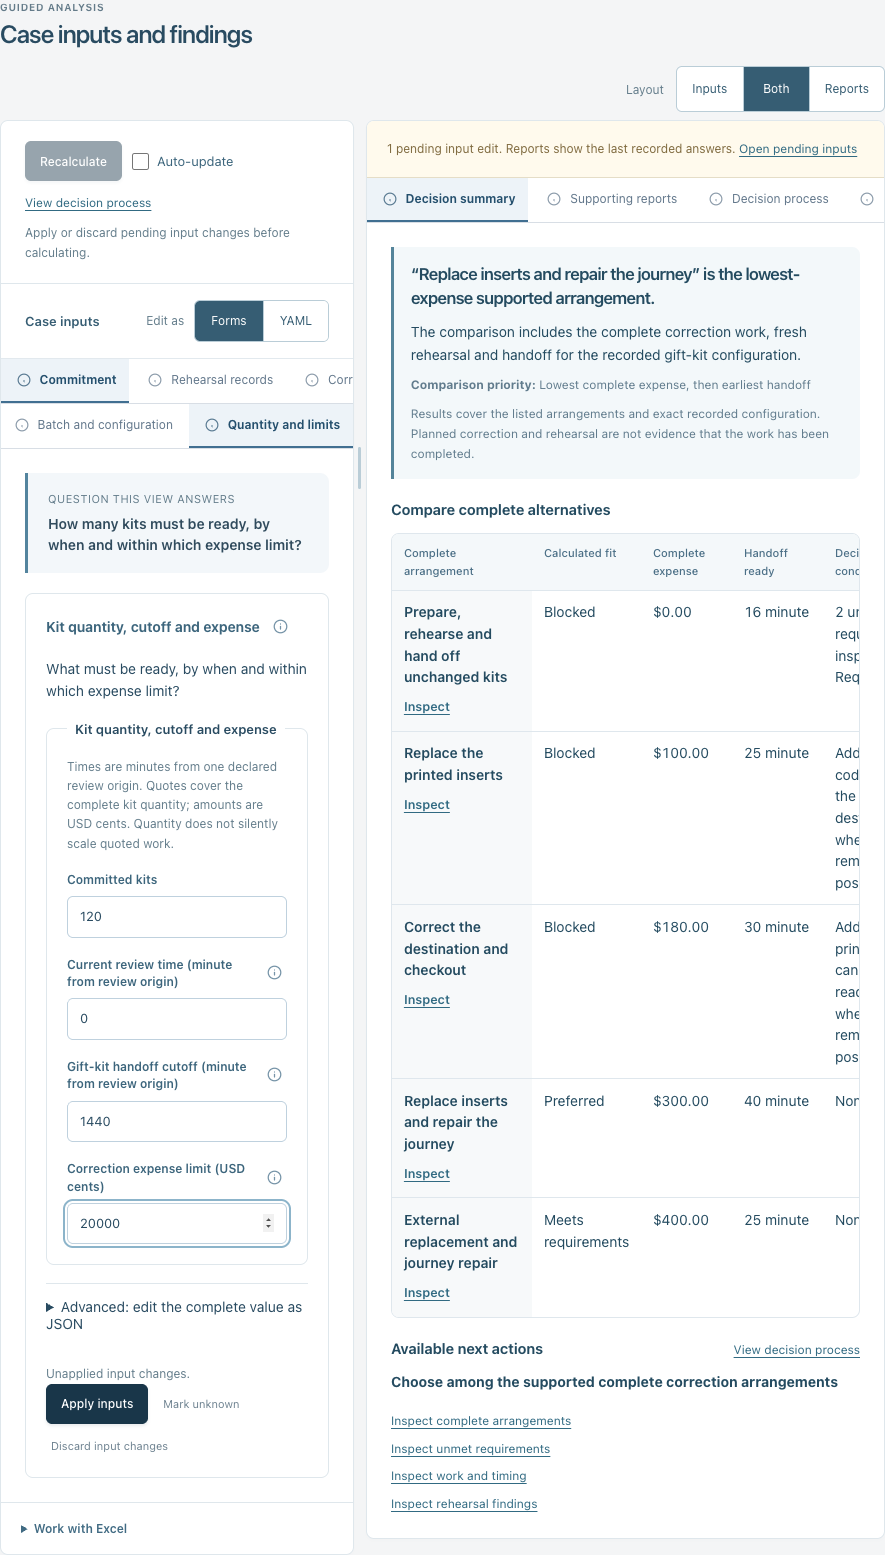 GUIDED ANALYSIS
Case inputs and findings
Layout
Inputs
Both
Reports
Recalculate
Auto-update
View decision process
Apply or discard pending input changes before
calculating.
Case inputs
Edit as
Forms
YAML
Commitment
Rehearsal records
Batch and configuration
Quantity and limits
QUESTION THIS VIEW ANSWERS
How many kits must be ready, by
when and within which expense limit?
Kit quantity, cutoff and expense
What must be ready, by when and within
which expense limit?
Kit quantity, cutoff and expense
Times are minutes from one declared
review origin. Quotes cover the
complete kit quantity; amounts are
USD cents. Quantity does not silently
scale quoted work.
Committed kits
120
Current review time (minute
from review origin)
0
Gift-kit handoff cutoff (minute
from review origin)
1440
Correction expense limit (USD
cents)
20000
Advanced: edit the complete value as
JSON
Unapplied input changes.
Apply inputs
Mark unknown
Discard input changes
Work with Excel
1 pending input edit. Reports show the last recorded answers. Open pending inputs
Decision summary
Supporting reports
Decision process
“Replace inserts and repair the journey” is the lowest-
expense supported arrangement.
The comparison includes the complete correction work, fresh
rehearsal and handoff for the recorded gift-kit configuration.
Comparison priority: Lowest complete expense, then earliest handoff
Results cover the listed arrangements and exact recorded configuration.
Planned correction and rehearsal are not evidence that the work has been
completed.
Compare complete alternatives
Complete
arrangement
Calculated fit
Complete
expense
Handoff
ready
Prepare,
rehearse and
hand off
unchanged kits
Inspect
Blocked
$0.00
16 minute
2
Replace the
printed inserts
Inspect
Blocked
$100.00
25 minute
the
Correct the
destination and
checkout
Inspect
Blocked
$180.00
30 minute
Replace inserts
and repair the
journey
Inspect
Preferred
$300.00
40 minute
External
replacement and
journey repair
Inspect
Meets
requirements
$400.00
25 minute
Available next actions
View decision process
Choose among the supported complete correction arrangements
Inspect complete arrangements
Inspect unmet requirements
Inspect work and timing
Inspect rehearsal findings